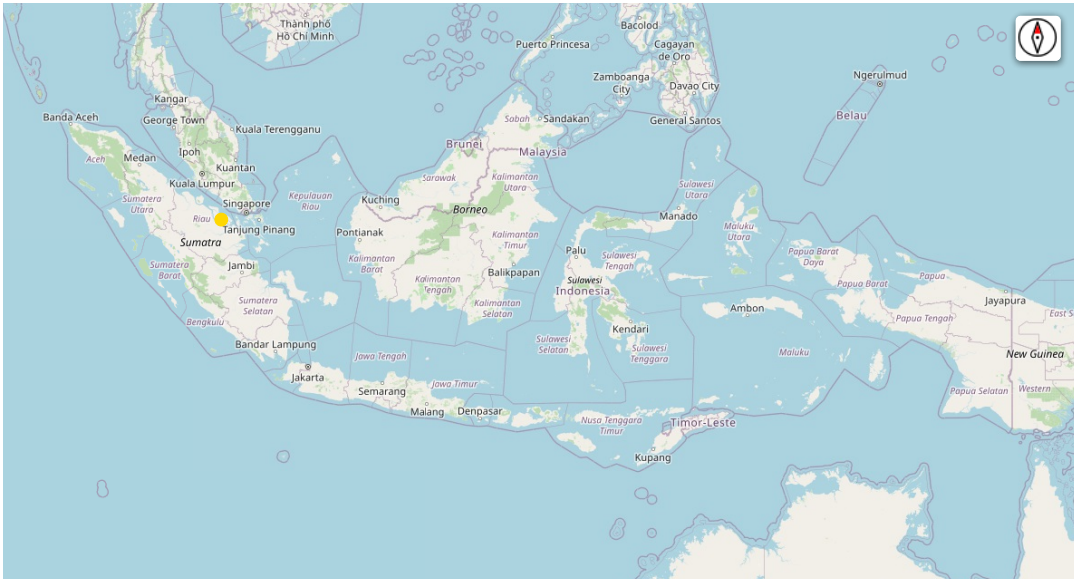 Thành phố
Hồ Chí Minh
Bacolod
Puerto Princesa
Cagayan
de Oro
Zamboanga
City
Davao City
Ngerulmud
Kangar
Banda Aceh
George Town
Kuala Terengganu
Sabah
Sandakan
General Santos
Belau
Ipoh
Brunei
Malaysia
Aceh
Medan
Kuantan
Kuala Lumpur
Sarawak
Kalimantan
Utara
Sulawesi
Utara
Sumatera
Utara
Singapore
Kepulauan
Riau
Kuching
Borneo
Manado
Riau
Tanjung Pinang
Pontianak
Kalimantan
Timur
Maluku
Utara
Sumatra
Palu
Sulawesi
Tengah
Papua Barat
Daya
Sumatera
Barat
Jambi
Kalimantan
Barat
Balikpapan
Papua
Papua Barat
Kalimantan
Tengah
Sulawesi
Indonesia
Sumatera
Selatan
Kalimantan
Selatan
Ambon
Jayapura
Bengkulu
Kendari
Papua Tengah
East S
Bandar Lampung
Sulawesi
Selatan
Sulawesi
Tenggara
Maluku
New Guinea
Jawa Tengah
Jakarta
Semarang
Jawa Timur
Papua Selatan
Western
Malang
Denpasar
Nusa Tenggara
Timur
Timor-Leste
Kupang